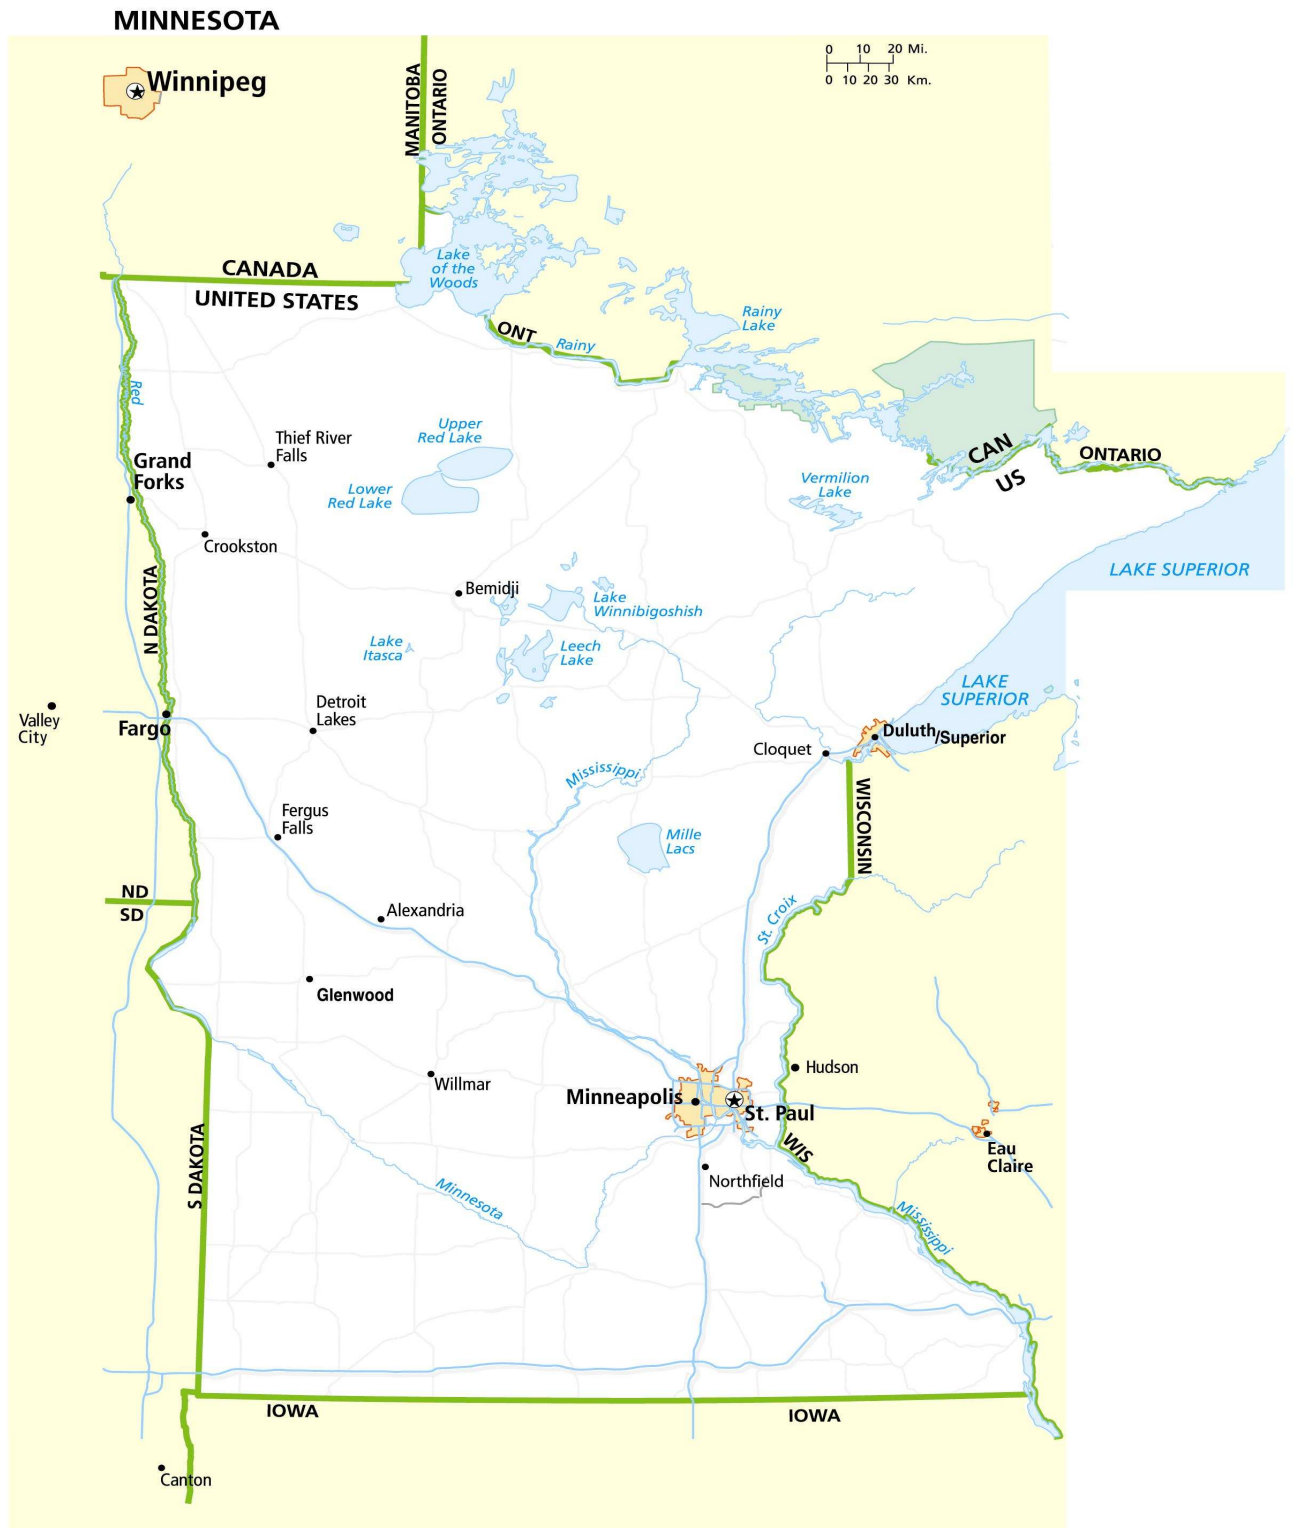 MINNESOTA
Winnipeg
MANITOBA
ONTARIO
0 10 20 Mi.
0 10 20 30 Km.
Lake
of the
Woods
CANADA
UNITED STATES
ONT
Rainy
Rainy
Lake
Red
Upper
Red Lake
Lower
Red Lake
Thief River
Falls
Grand
Forks
Crookston
Vermilion
Lake
CAN
US
ONTARIO
LAKE SUPERIOR
N DAKOTA
Bemidji
Lake
Winnibigoshish
Lake
Itasca
Leech
Lake
LAKE
SUPERIOR
Valley
City
Fargo
Detroit
Lakes
Cloquet
Duluth
/Superior
Mississippi
WISCONSIN
Fergus
Falls
Mille
Lacs
ND
SD
Alexandria
St. Croix
Glenwood
Hudson
Willmar
Minneapolis
St. Paul
WIS
Eau
Claire
S DAKOTA
Northfield
Minnesota
Mississippi
IOWA
IOWA
Canton